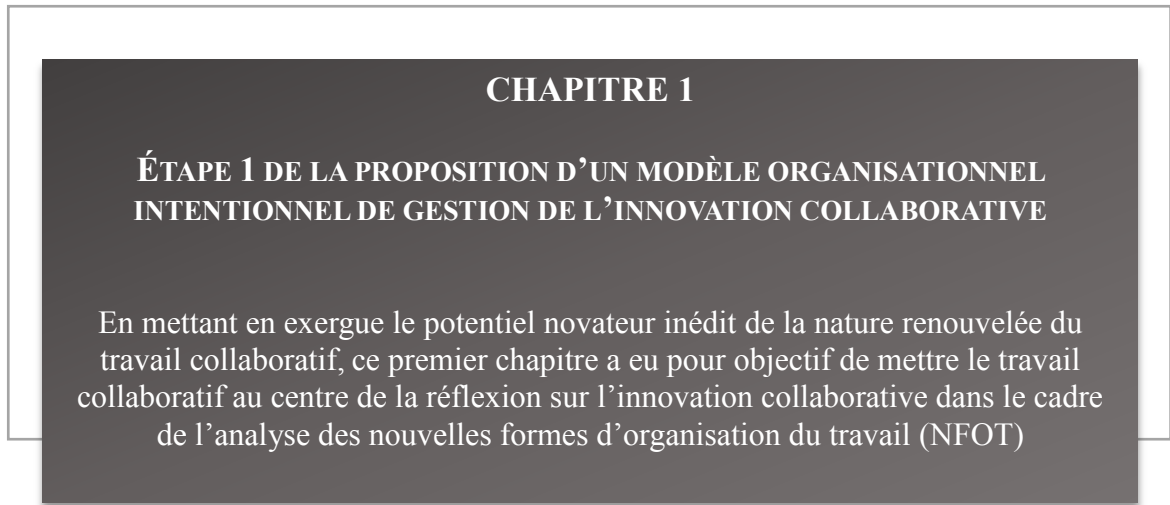 CHAPITRE 1
ÉTAPE 1 DE LA PROPOSITION D’UN MODÈLE ORGANISATIONNEL
INTENTIONNEL DE GESTION DE L’INNOVATION COLLABORATIVE
En mettant en exergue le potentiel novateur inédit de la nature renouvelée du
travail collaboratif, ce premier chapitre a eu pour objectif de mettre le travail
collaboratif au centre de la réflexion sur l’innovation collaborative dans le cadre
de l’analyse des nouvelles formes d’organisation du travail (NFOT)